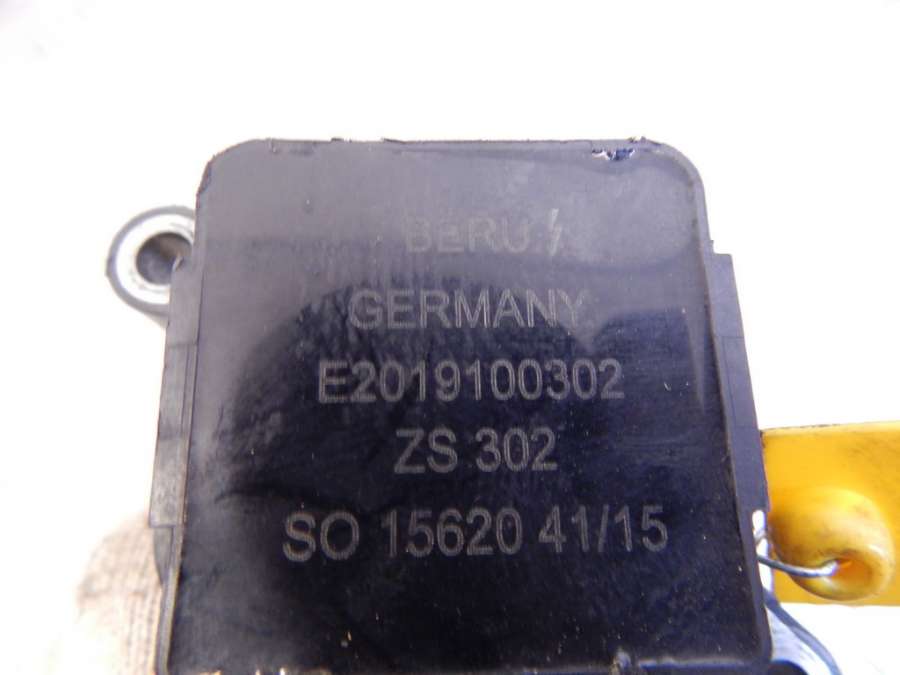 BERU
GERMANY
E2019100302
ZS 302
SO 15620 41/15